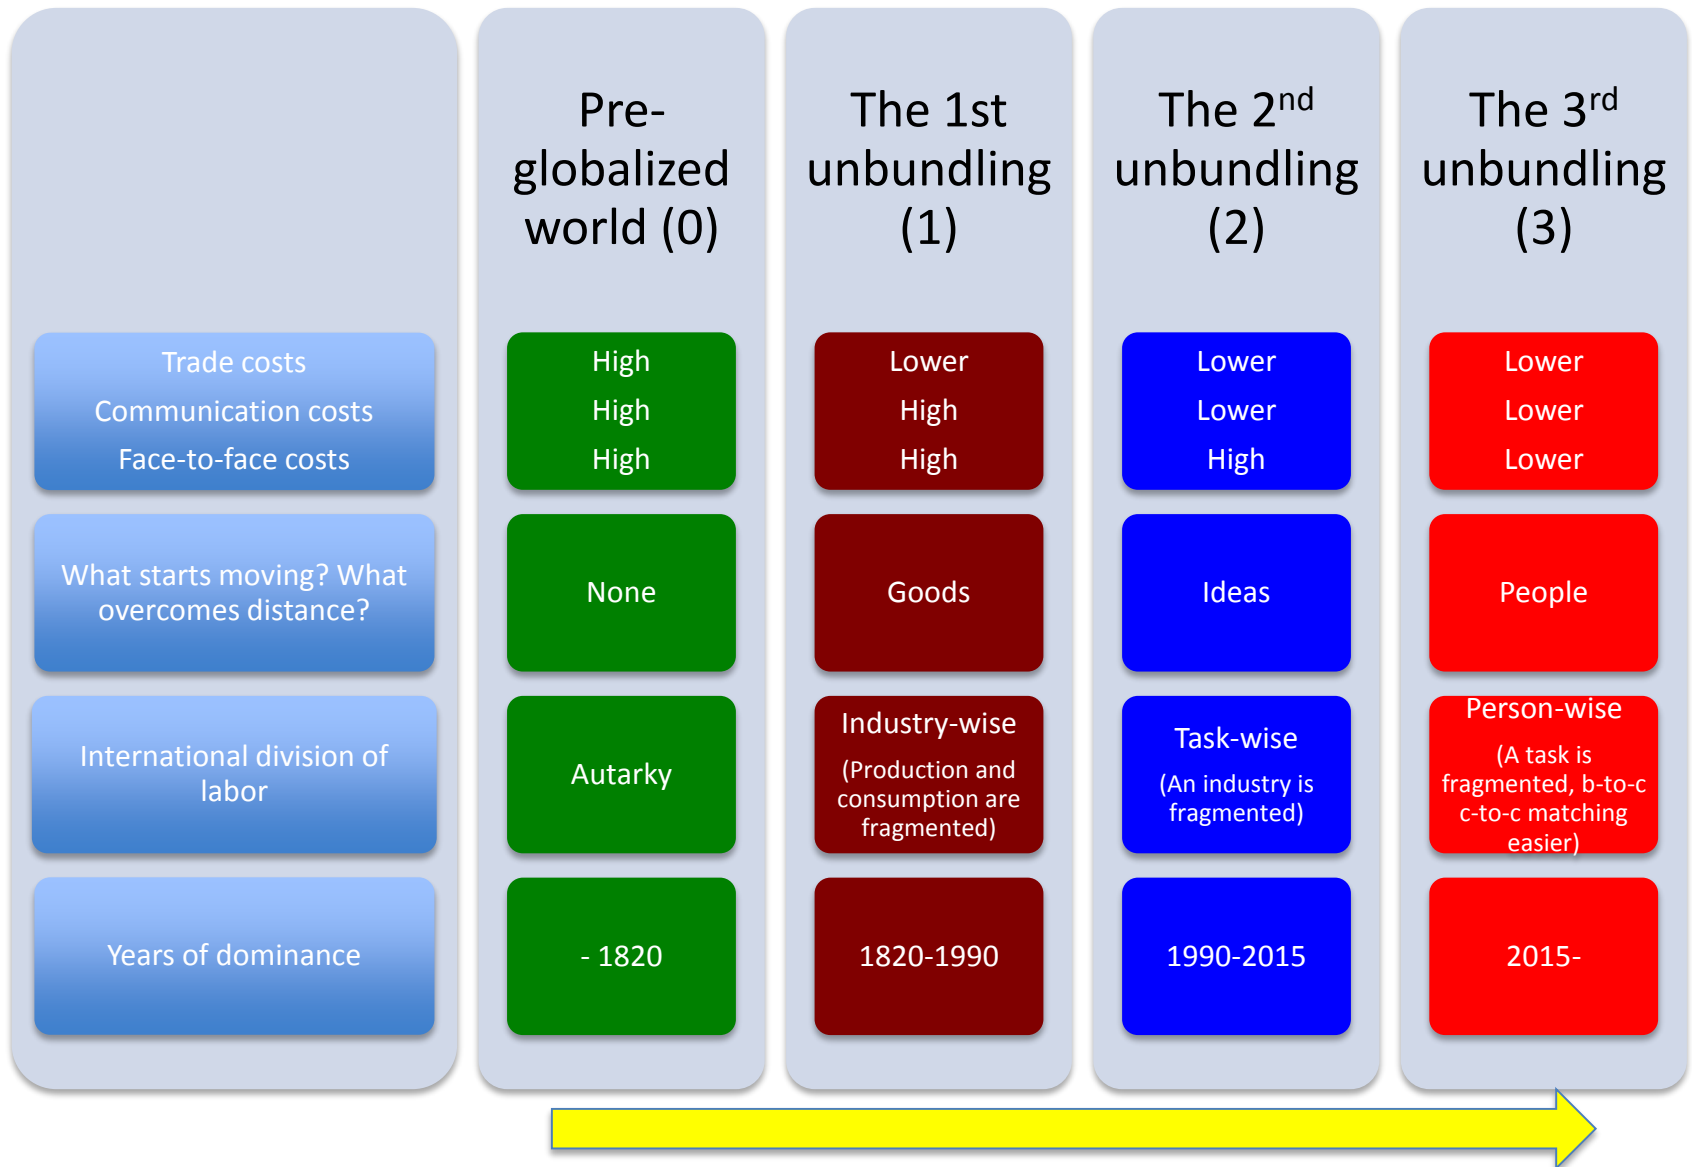 Pre-
globalized
world (0)
The 1st
unbundling
(1)
The 2nd
unbundling
(2)
The 3rd
unbundling
(3)
Trade costs
Communication costs
Face-to-face costs
High
High
High
Lower
High
High
Lower
Lower
High
Lower
Lower
Lower
What starts moving? What
overcomes distance?
None
Goods
Ideas
People
International division of
labor
Autarky
Industry-wise
(Production and
consumption are
fragmented)
Task-wise
(An industry is
fragmented)
Person-wise
(A task is
fragmented, b-to-c
c-to-c matching
easier)
Years of dominance
- 1820
1820-1990
1990-2015
2015-